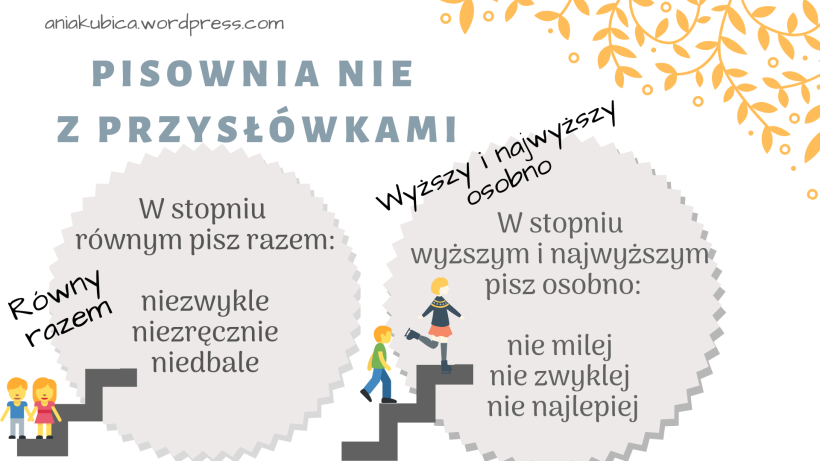 aniakubica.wordpress.com
PISOWNIA NIE
Z PRZYSŁÓWKAMI
Równy
razem
W stopniu
równym pisz razem:
niezwykle
niezręcznie
niedbale
Wyższy i najwyższy
osobno
W stopniu
wyższym i najwyższym
pisz osobno:
nie milej
nie zwyklej
nie najlepiej